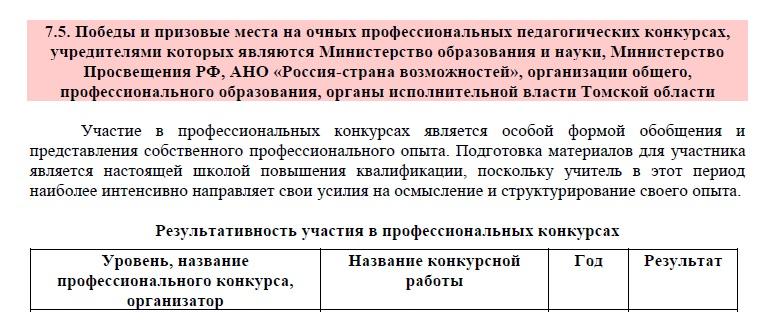 7.5. Победы и призовые места на очных профессиональных педагогических конкурсах,
учредителями которых являются Министерство образования и науки, Министерство
Просвещения РФ, АНО «Россия-страна возможностей», организации общего,
профессионального образования, органы исполнительной власти Томской области
Участие в профессиональных конкурсах является особой формой обобщения и
представления собственного профессионального опыта. Подготовка материалов для участника
является настоящей школой повышения квалификации, поскольку учитель в этот период
наиболее интенсивно направляет свои усилия на осмысление и структурирование своего опыта.
Результативность участия в профессиональных конкурсах
Уровень, название
профессионального конкурса,
организатор
Название конкурсной
работы
Год
Результат